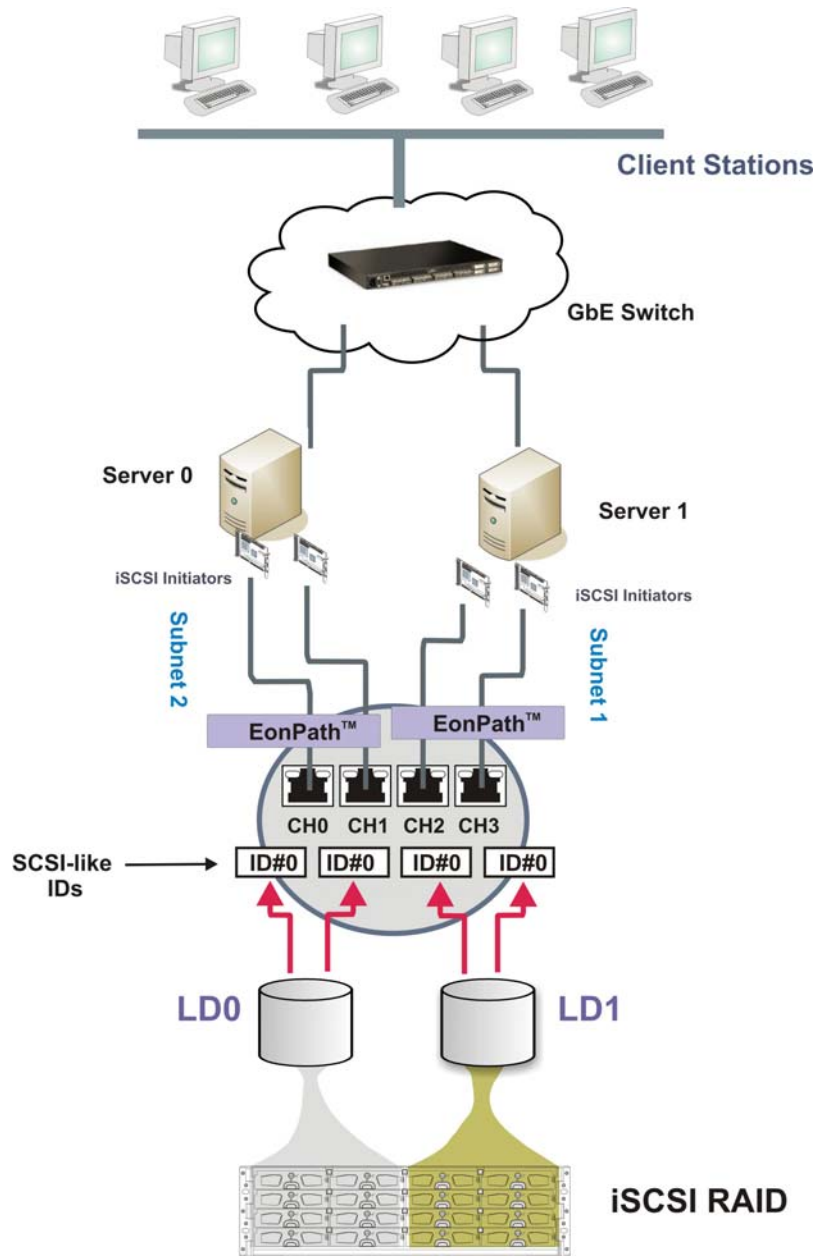 Client Stations
GbE Switch
Server 0
Server 1
iSCSI Initiators
iSCSI Initiators
Subnet 2
Subnet 1
EonPath™
EonPath™
CH0 CH1 CH2 CH3
SCSI-like
IDs
ID#0 ID#0 ID#0 ID#0
LD0
LD1
iSCSI RAID